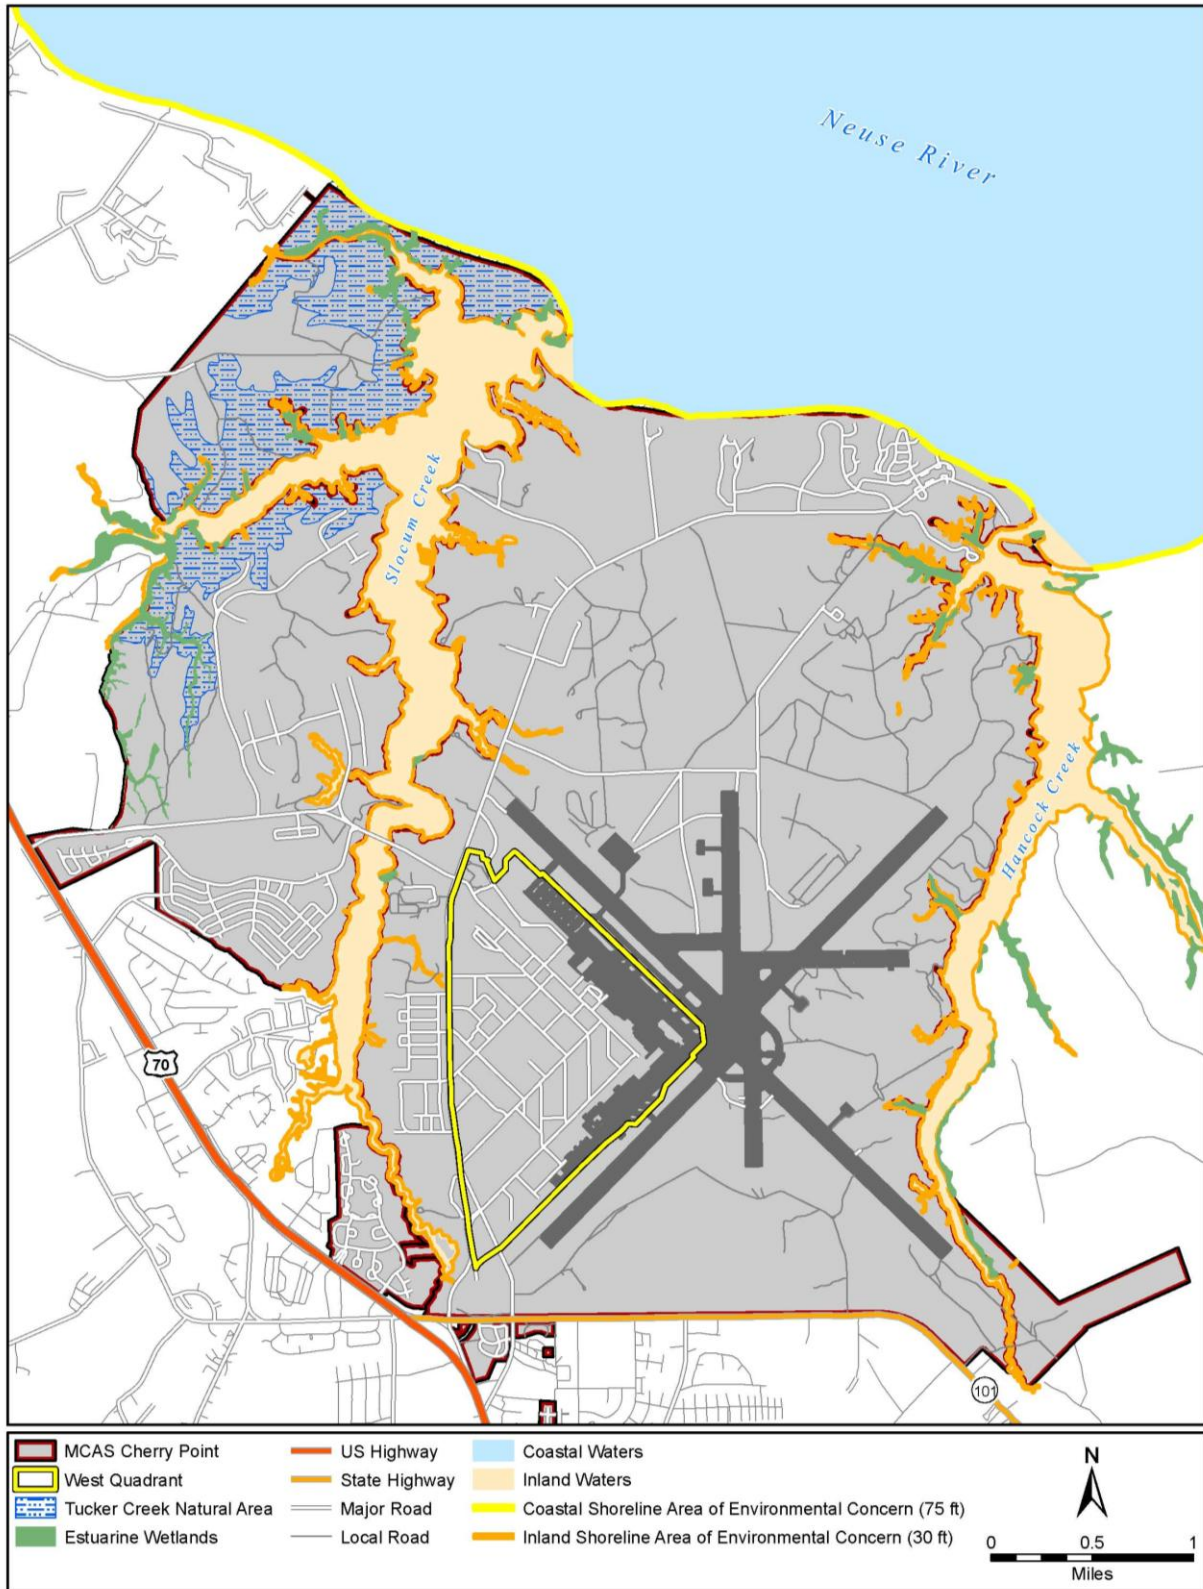 Neuse River
Slocum Creek
Hancock Creek
70
101
MCAS Cherry Point
West Quadrant
Tucker Creek Natural Area
Estuarine Wetlands
US Highway
State Highway
Major Road
Local Road
Coastal Waters
Inland Waters
Coastal Shoreline Area of Environmental Concern (75 ft)
Inland Shoreline Area of Environmental Concern (30 ft)
N
0 0.5 1
Miles